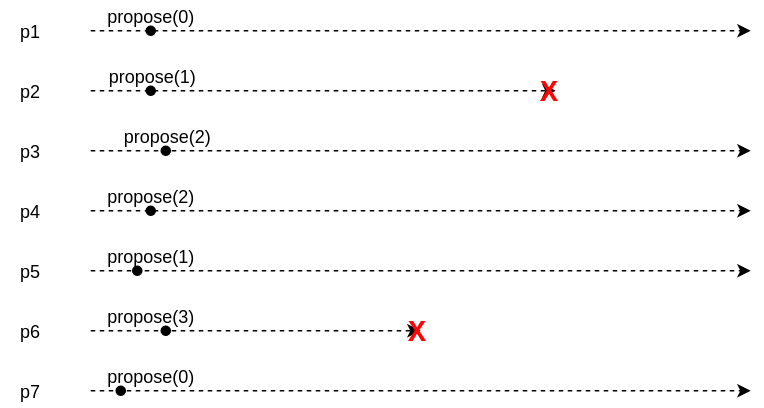 propose(0)
p1
propose(1)
p2
X
propose(2)
p3
propose(2)
p4
propose(1)
p5
propose(3)
p6
X
propose(0)
p7